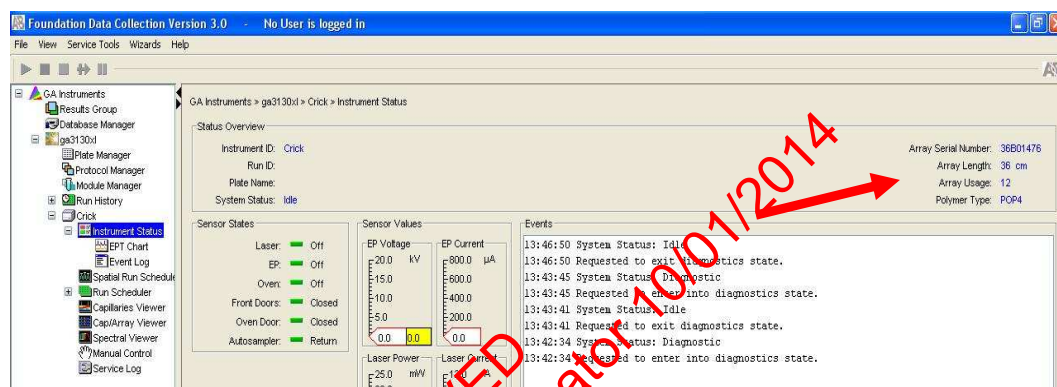 Foundation Data Collection Version 3.0 - No User is logged in
File View Service Tools Wizards Help
GA Instruments
Results Group
Database Manager
ga3130xl
Plate Manager
Protocol Manager
Module Manager
Run History
Crick
Instrument Status
EPT Chart
Event Log
Spatial Run Schedule
Run Scheduler
Capillaries Viewer
Cap/Array Viewer
Spectral Viewer
Manual Control
Service Log
GA Instruments > ga3130xl > Crick > Instrument Status
Status Overview
Instrument ID: Crick
Run ID:
Plate Name:
System Status: Idle
Array Serial Number: 36B01476
Array Length: 36 cm
Array Usage: 12
Polymer Type: POP4
Sensor States
Laser: Off
EP: Off
Oven: Off
Front Doors: Closed
Oven Door: Closed
Autosampler: Return
Sensor Values
EP Voltage
20.0 kV
15.0
10.0
5.0
0.0 0.0
EP Current
800.0 µA
600.0
400.0
200.0
0.0
Laser Power
25.0 mW
Laser Current
A
Events
13:46:50 System Status: Idle
13:46:50 Requested to exit diagnostics state.
13:43:45 System Status: Diagnostic
13:43:45 Requested to enter into diagnostics state.
13:43:41 System Status: Idle
13:43:41 Requested to exit diagnostics state.
13:42:34 System Status: Diagnostic
13:42:34 Requested to enter into diagnostics state.
10/01/2014